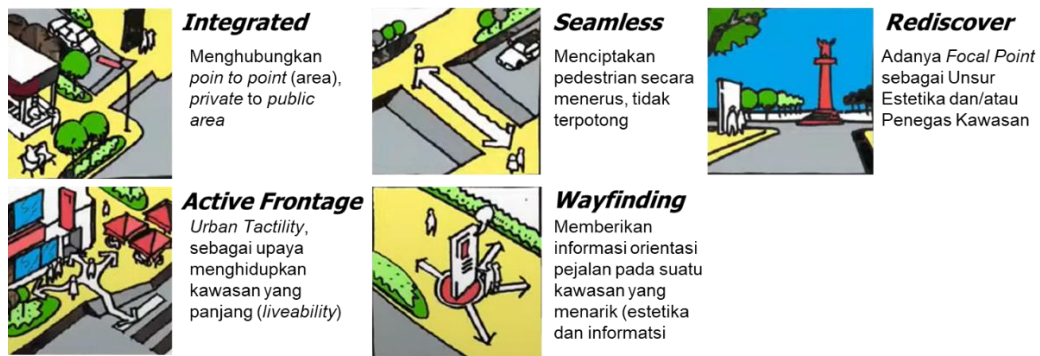 Integrated
Menghubungkan
poin to point (area),
private to public
area
Seamless
Menciptakan
pedestrian secara
menerus, tidak
terpotong
Rediscover
Adanya Focal Point
sebagai Unsur
Estetika dan/atau
Penegas Kawasan
Active Frontage
Urban Tactility,
sebagai upaya
menghidupkan
kawasan yang
panjang (liveability)
Wayfinding
Memberikan
informasi orientasi
pejalan pada suatu
kawasan yang
menarik (estetika
dan informatsi